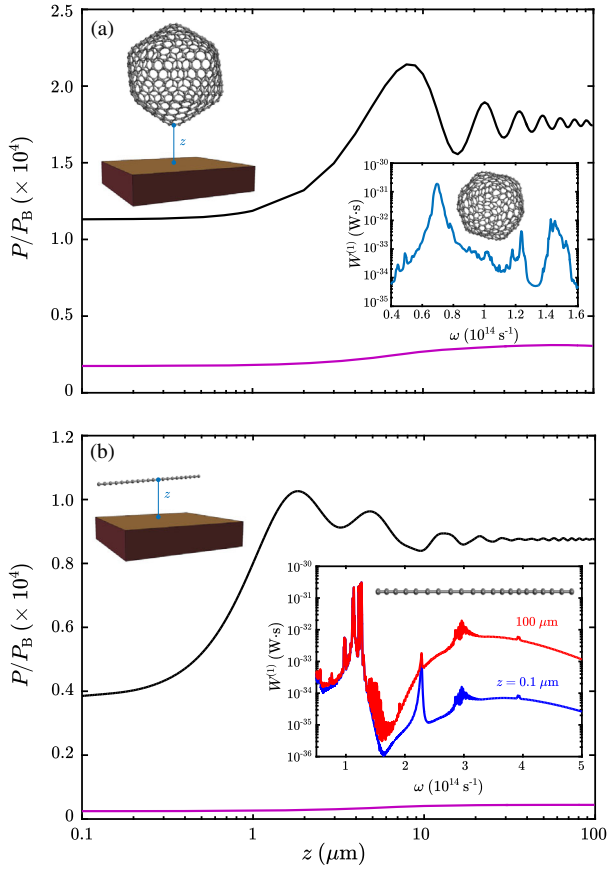 (a)
z
P/P_B (× 10^4)
2.5
2.0
1.5
1.0
0.5
0
W^(1) (W·s)
10^-30
10^-31
10^-32
10^-33
10^-34
10^-35
0.4 0.6 0.8 1 1.2 1.4 1.6
ω (10^14 s^-1)
(b)
z
P/P_B (× 10^4)
1.2
1.0
0.8
0.6
0.4
0.2
0
W^(1) (W·s)
10^-30
10^-31
10^-32
10^-33
10^-34
10^-35
10^-36
100 μm
z = 0.1 μm
1 2 3 4 5
ω (10^14 s^-1)
0.1 1 10 100
z (μm)